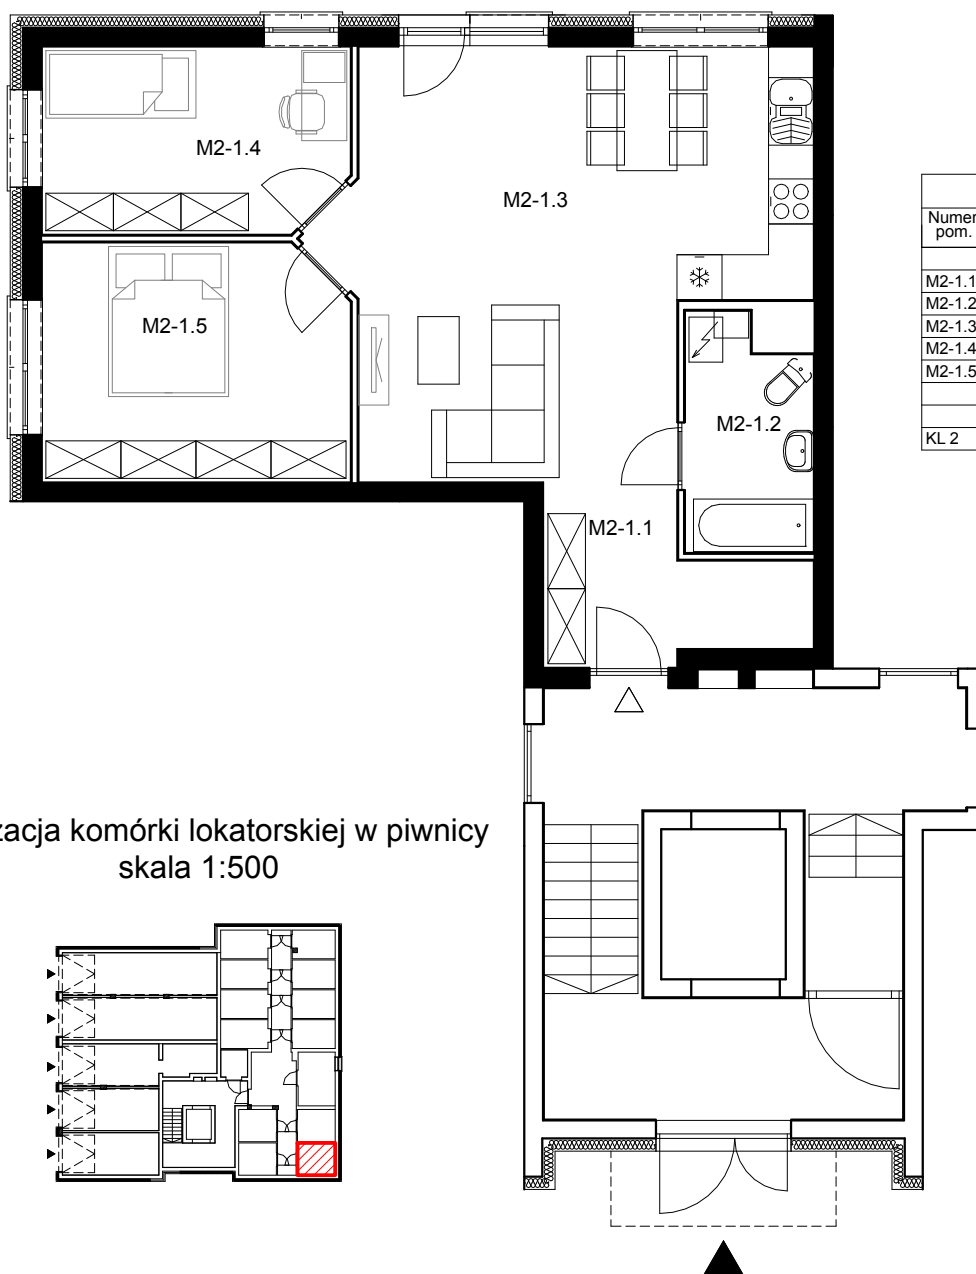 M2-1.4
M2-1.3
M2-1.5
M2-1.2
M2-1.1
Numer
pom.
M2-1.1
M2-1.2
M2-1.3
M2-1.4
M2-1.5
KL 2
zacja komórki lokatorskiej w piwnicy
skala 1:500